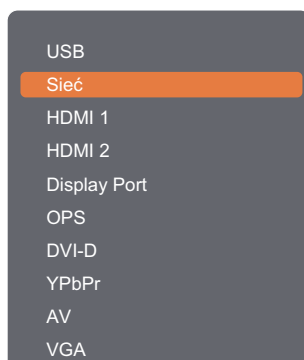 USB
Sieć
HDMI 1
HDMI 2
Display Port
OPS
DVI-D
YPbPr
AV
VGA